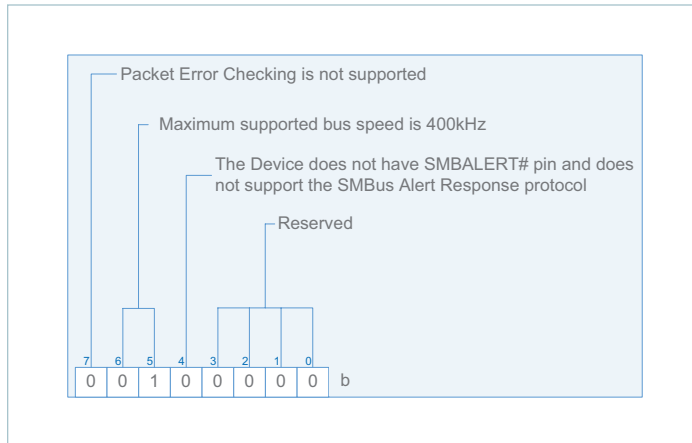 Packet Error Checking is not supported
Maximum supported bus speed is 400kHz
The Device does not have SMBALERT# pin and does
not support the SMBus Alert Response protocol
Reserved
7 6 5 4 3 2 1 0
0 0 1 0 0 0 0 0 b